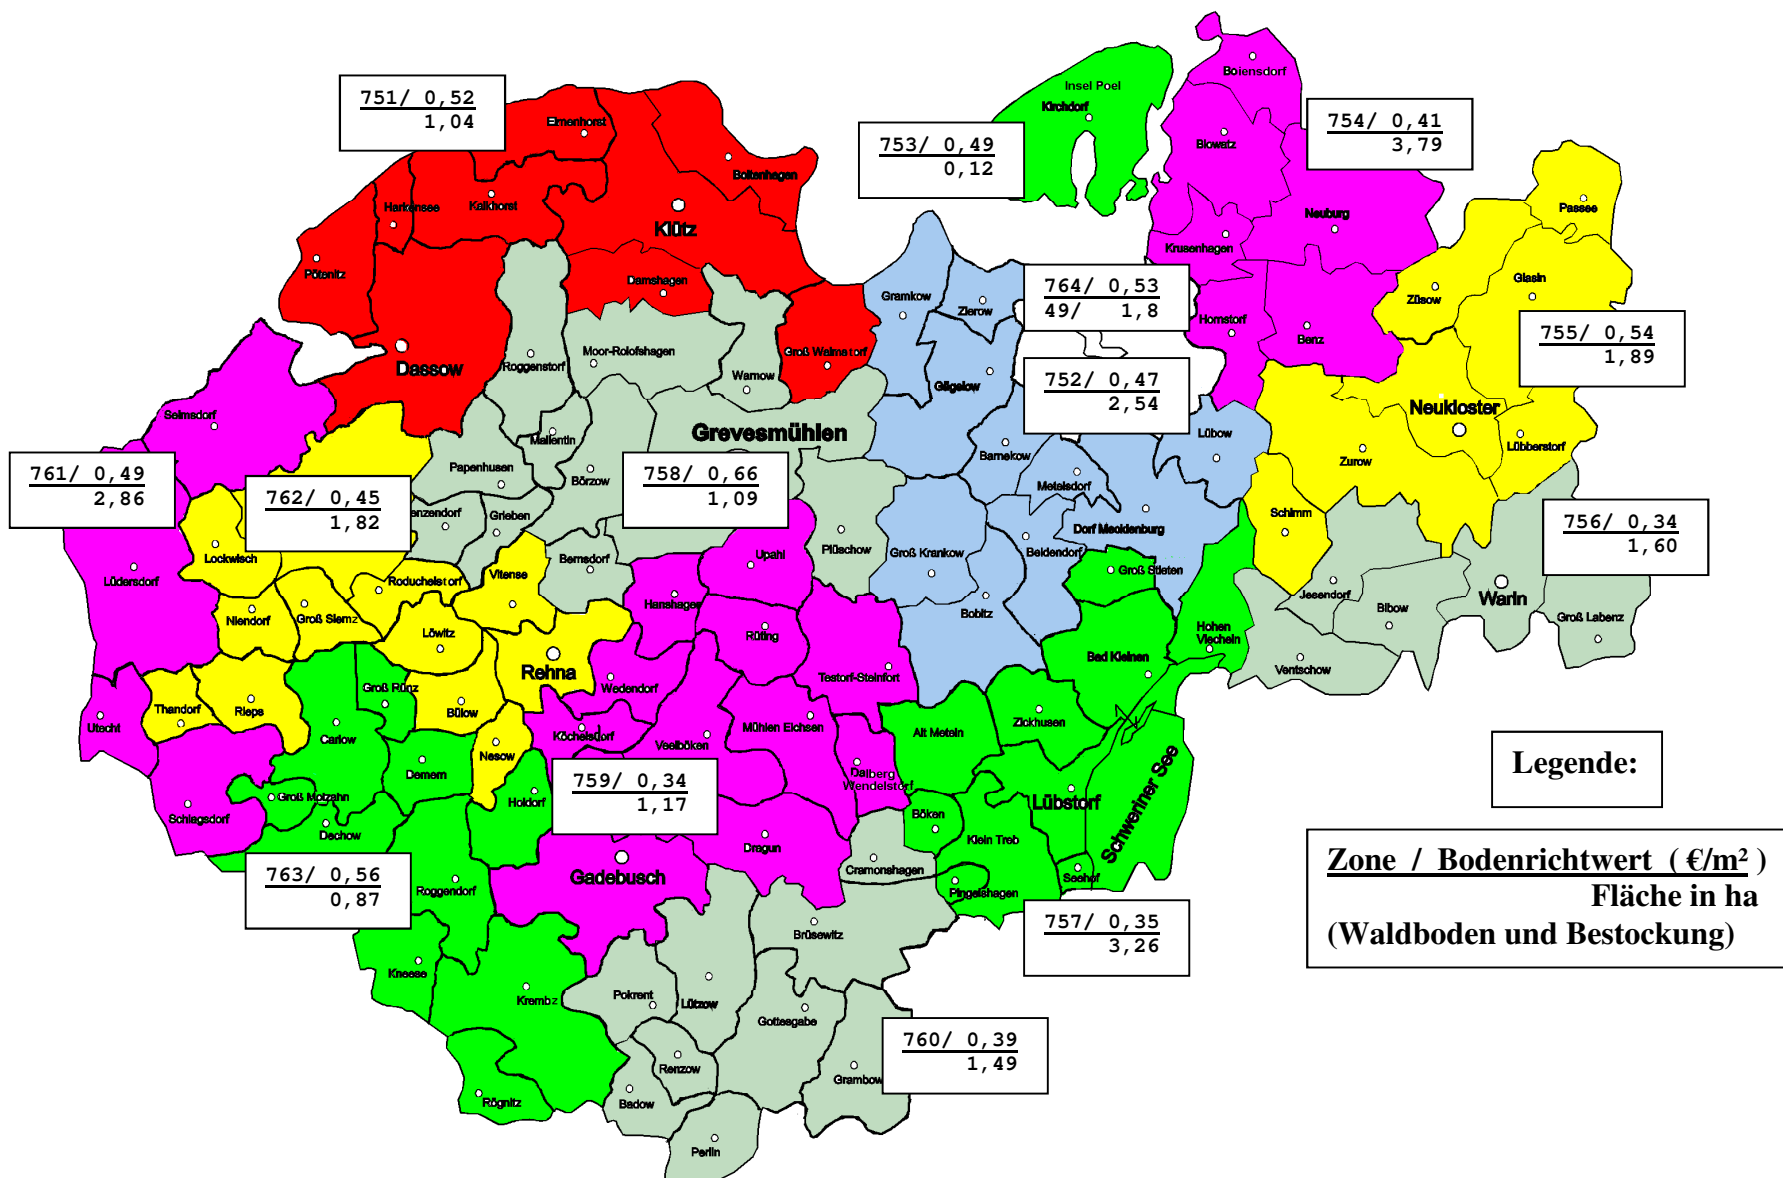 Boiensdorf
751/ 0,52
1,04
Insel Poel
Kirchdorf
754/ 0,41
3,79
Elmenhorst
753/ 0,49
0,12
Blowatz
Boltenhagen
Harkensee
Kalkhorst
Klütz
Neuburg
Passee
Krusenhagen
Pötenitz
Damshagen
764/ 0,53
49/ 1,8
Glasin
Gramkow
Zierow
Züsow
Hornstorf
Benz
755/ 0,54
1,89
Moor-Rolofshagen
Groß Walmstorf
Roggenstorf
Dassow
Warnow
Gägelow
752/ 0,47
2,54
Neukloster
Selmsdorf
Mallentin
Grevesmühlen
Lübow
Barnekow
Zurow
Lübberstorf
761/ 0,49
2,86
762/ 0,45
1,82
Papenhusen
Börzow
758/ 0,66
1,09
Metelsdorf
enzendorf
Grieben
Schimm
756/ 0,34
1,60
Lockwisch
Bernsdorf
Upahl
Plüschow
Groß Krankow
Beidendorf
Dorf Mecklenburg
Lüdersdorf
Roduchelstorf
Vitense
Groß Stieten
Hanshagen
Jesendorf
Bibow
Warin
Niendorf
Groß Siemz
Löwitz
Rüting
Bobitz
Hohen
Viecheln
Groß Labenz
Rehna
Bad Kleinen
Ventschow
Testorf-Steinfort
Wedendorf
Groß Rünz
Thandorf
Rieps
Bülow
Utecht
Carlow
Köchelsdorf
Veelböken
Mühlen Eichsen
Alt Meteln
Zickhusen
Nesow
Demern
Dalberg
Wendelstorf
Schweriner See
Legende:
759/ 0,34
1,17
Groß Molzahn
Holdorf
Lübstorf
Schlagsdorf
Dechow
Böken
Klein Treb
Dragun
Zone / Bodenrichtwert ( €/m² )
Fläche in ha
(Waldboden und Bestockung)
763/ 0,56
0,87
Roggendorf
Gadebusch
Cramonshagen
Seehof
Pingelshagen
757/ 0,35
3,26
Brüsewitz
Kneese
Krembz
Pokrent
Lützow
Gottesgabe
760/ 0,39
1,49
Renzow
Grambow
Rögnitz
Badow
Perlin